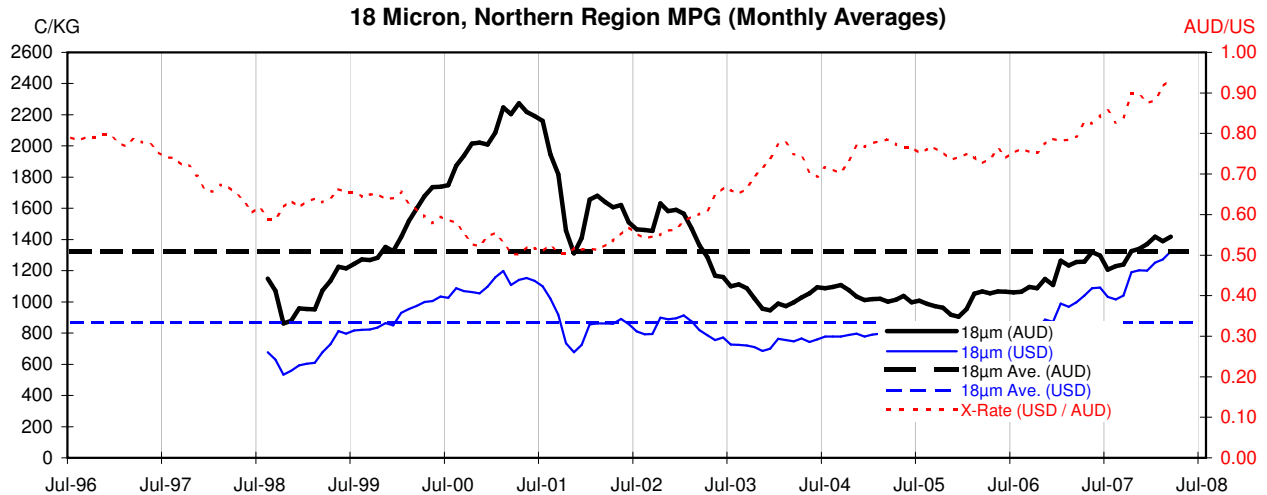 18 Micron, Northern Region MPG (Monthly Averages)
C/KG
AUD/US
2600
2400
2200
2000
1800
1600
1400
1200
1000
800
600
400
200
0
1.00
0.90
0.80
0.70
0.60
0.50
0.40
0.30
0.20
0.10
0.00
18µm (AUD)
18µm (USD)
18µm Ave. (AUD)
18µm Ave. (USD)
X-Rate (USD / AUD)
Jul-96 Jul-97 Jul-98 Jul-99 Jul-00 Jul-01 Jul-02 Jul-03 Jul-04 Jul-05 Jul-06 Jul-07 Jul-08